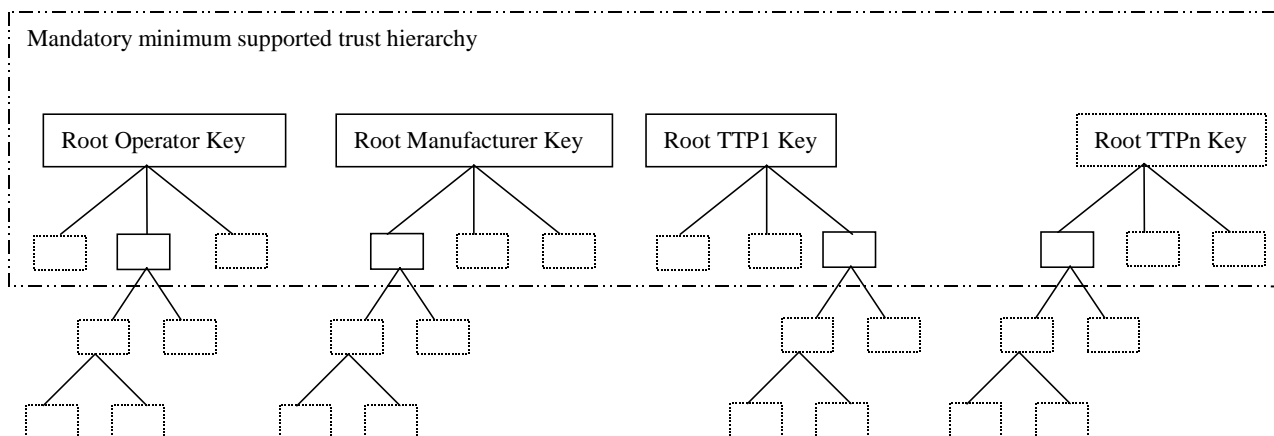 Mandatory minimum supported trust hierarchy
Root Operator Key
Root Manufacturer Key
Root TTP1 Key
Root TTPn Key